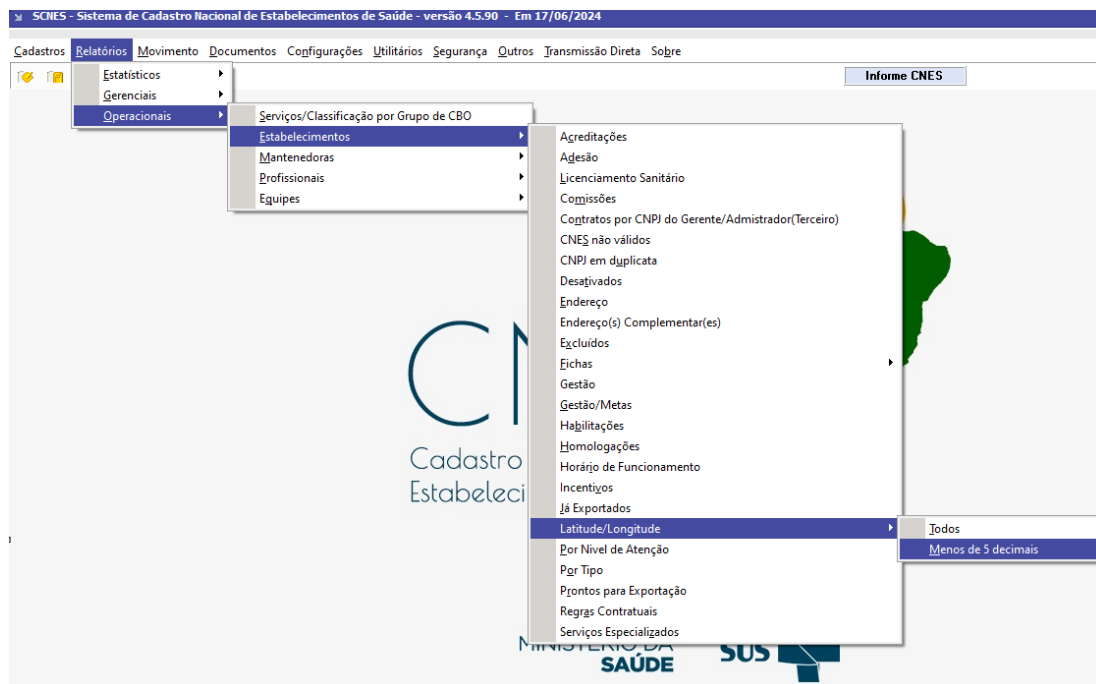 SCNES - Sistema de Cadastro Nacional de Estabelecimentos de Saúde - versão 4.5.90 - Em 17/06/2024
Cadastros Relatórios Movimento Documentos Configurações Utilitários Segurança Outros Transmissão Direta Sobre
Informe CNES
Estatísticos
Gerenciais
Operacionais
Serviços/Classificação por Grupo de CBO
Estabelecimentos
Mantenedoras
Profissionais
Equipes
Acreditações
Adesão
Licenciamento Sanitário
Comissões
Contratos por CNPJ do Gerente/Admistrador(Terceiro)
CNES não válidos
CNPJ em duplicata
Desativados
Endereço
Endereço(s) Complementar(es)
Excluídos
Fichas
Gestão
Gestão/Metas
Habilitações
Homologações
Horário de Funcionamento
Incentivos
Já Exportados
Latitude/Longitude
Por Nivel de Atenção
Por Tipo
Prontos para Exportação
Regras Contratuais
Serviços Especializados
Todos
Menos de 5 decimais
Cadastro
MINISTÉRIO DA
SAÚDE
SUS